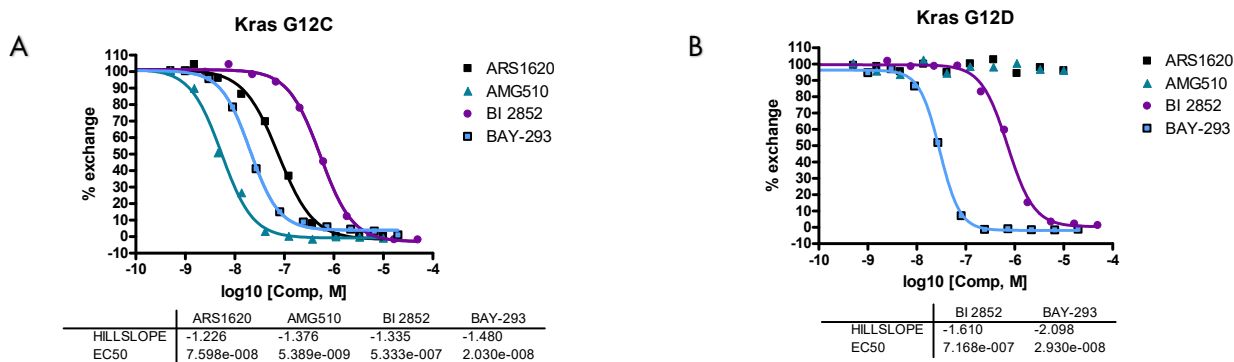 A
Kras G12C
110
100
90
80
70
60
50
40
30
20
10
0
-10
% exchange
-10 -9 -8 -7 -6 -5 -4
log10 [Comp, M]
ARS1620
AMG510
BI 2852
BAY-293
ARS1620 AMG510 BI 2852 BAY-293
HILLSLOPE -1.226 -1.376 -1.335 -1.480
EC50 7.598e-008 5.389e-009 5.333e-007 2.030e-008
B
Kras G12D
110
100
90
80
70
60
50
40
30
20
10
0
-10
% exchange
-10 -9 -8 -7 -6 -5 -4
log10 [Comp, M]
ARS1620
AMG510
BI 2852
BAY-293
BI 2852 BAY-293
HILLSLOPE -1.610 -2.098
EC50 7.168e-007 2.930e-008